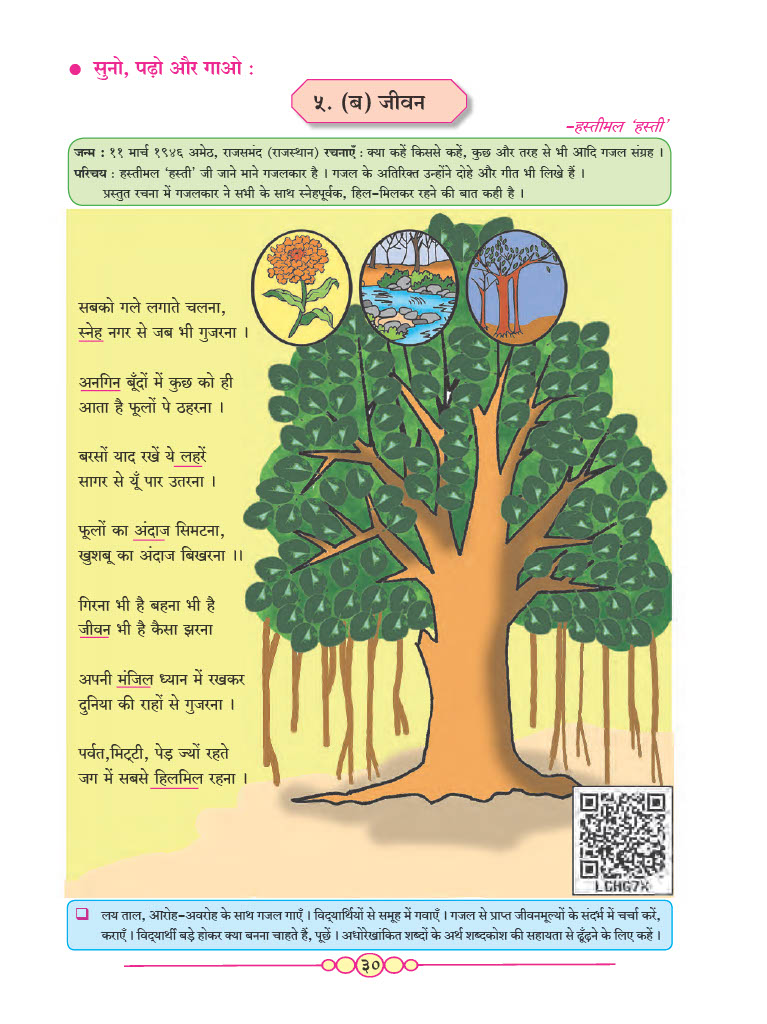 ● सुनो, पढ़ो और गाओ :
५. (ब) जीवन
–हस्तीमल ‘हस्ती’
जन्म : ११ मार्च १९४६ अमेठ, राजसमंद (राजस्थान) रचनाएँ : क्या कहें किससे कहें, कुछ और तरह से भी आदि गजल संग्रह ।
परिचय : हस्तीमल ‘हस्ती’ जी जाने माने गजलकार है । गजल के अतिरिक्त उन्होंने दोहे और गीत भी लिखे हैं ।
प्रस्तुत रचना में गजलकार ने सभी के साथ स्नेहपूर्वक, हिल-मिलकर रहने की बात कही है ।
सबको गले लगाते चलना,
स्नेह नगर से जब भी गुजरना ।
अनगिन बूँदों में कुछ को ही
आता है फूलों पे ठहरना ।
बरसों याद रखें ये लहरें
सागर से यूँ पार उतरना ।
फूलों का अंदाज सिमटना,
खुशबू का अंदाज बिखरना ।।
गिरना भी है बहना भी है
जीवन भी है कैसा झरना
अपनी मंजिल ध्यान में रखकर
दुनिया की राहों से गुजरना ।
पर्वत,मिट्टी, पेड़ ज्यों रहते
जग में सबसे हिलमिल रहना ।
LGHG7X
❑ लय ताल, आरोह-अवरोह के साथ गजल गाएँ । विद्यार्थियों से समूह में गवाएँ । गजल से प्राप्त जीवनमूल्यों के संदर्भ में चर्चा करें,
कराएँ । विद्यार्थी बड़े होकर क्या बनना चाहते हैं, पूछें । अधोरेखांकित शब्दों के अर्थ शब्दकोश की सहायता से ढूँढ़ने के लिए कहें ।
३०